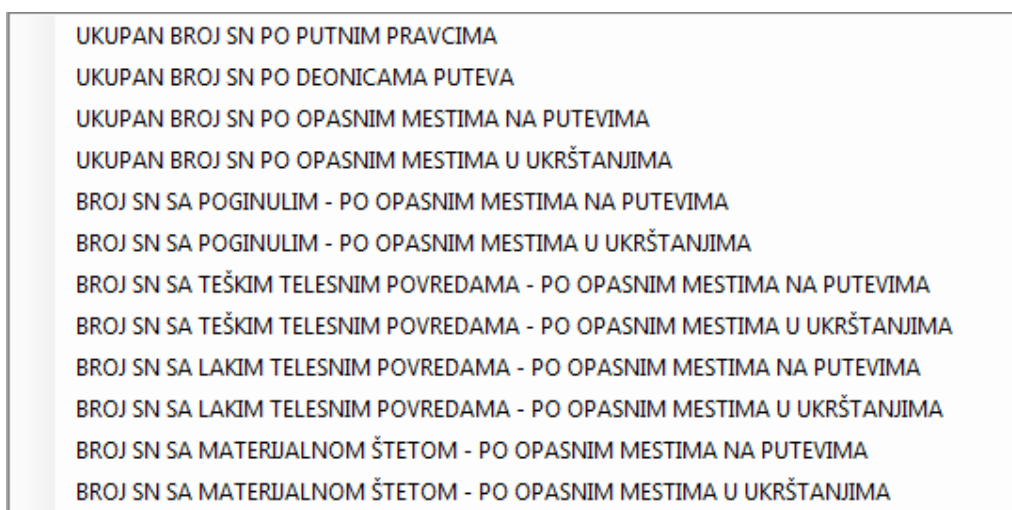 UKUPAN BROJ SN PO PUTNIM PRAVCIMA
UKUPAN BROJ SN PO DEONICAMA PUTEVA
UKUPAN BROJ SN PO OPASNIM MESTIMA NA PUTEVIMA
UKUPAN BROJ SN PO OPASNIM MESTIMA U UKRŠTANJIMA
BROJ SN SA POGINULIM - PO OPASNIM MESTIMA NA PUTEVIMA
BROJ SN SA POGINULIM - PO OPASNIM MESTIMA U UKRŠTANJIMA
BROJ SN SA TEŠKIM TELESNIM POVREDAMA - PO OPASNIM MESTIMA NA PUTEVIMA
BROJ SN SA TEŠKIM TELESNIM POVREDAMA - PO OPASNIM MESTIMA U UKRŠTANJIMA
BROJ SN SA LAKIM TELESNIM POVREDAMA - PO OPASNIM MESTIMA NA PUTEVIMA
BROJ SN SA LAKIM TELESNIM POVREDAMA - PO OPASNIM MESTIMA U UKRŠTANJIMA
BROJ SN SA MATERIJALNOM ŠTETOM - PO OPASNIM MESTIMA NA PUTEVIMA
BROJ SN SA MATERIJALNOM ŠTETOM - PO OPASNIM MESTIMA U UKRŠTANJIMA